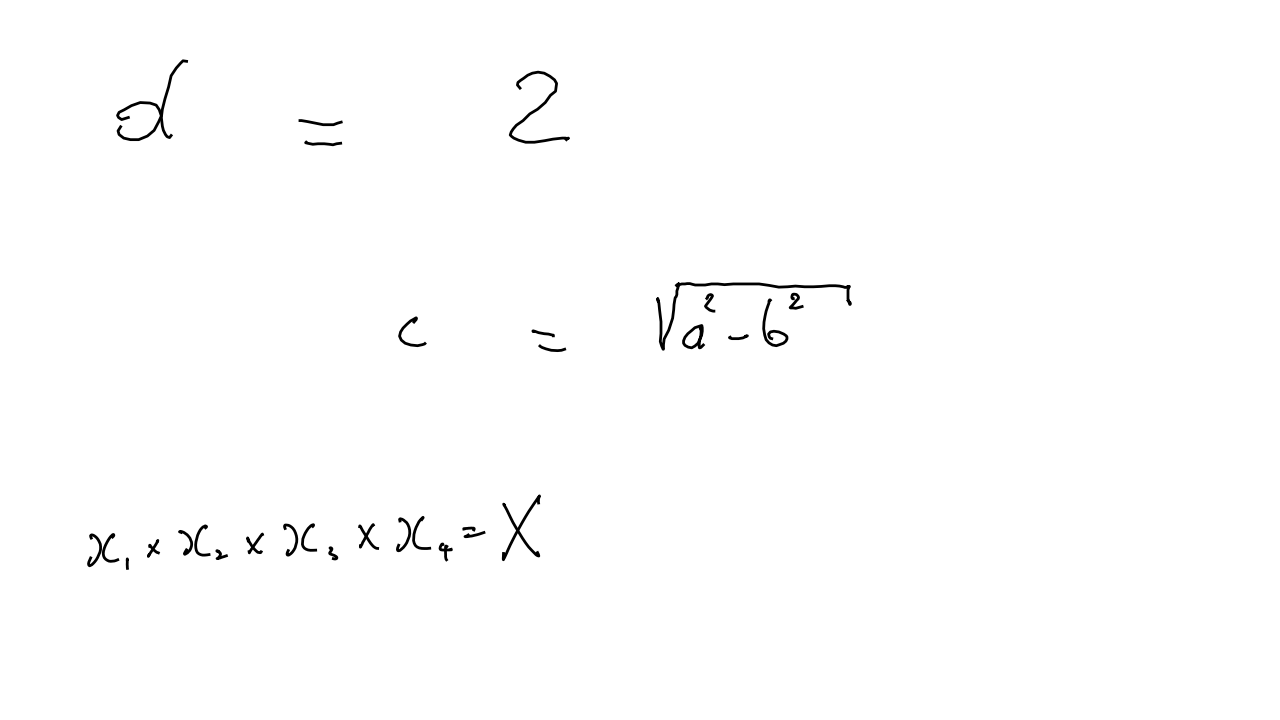 d = 2
c = √(a² - b²)
x₁ × x₂ × x₃ × x₄ = X